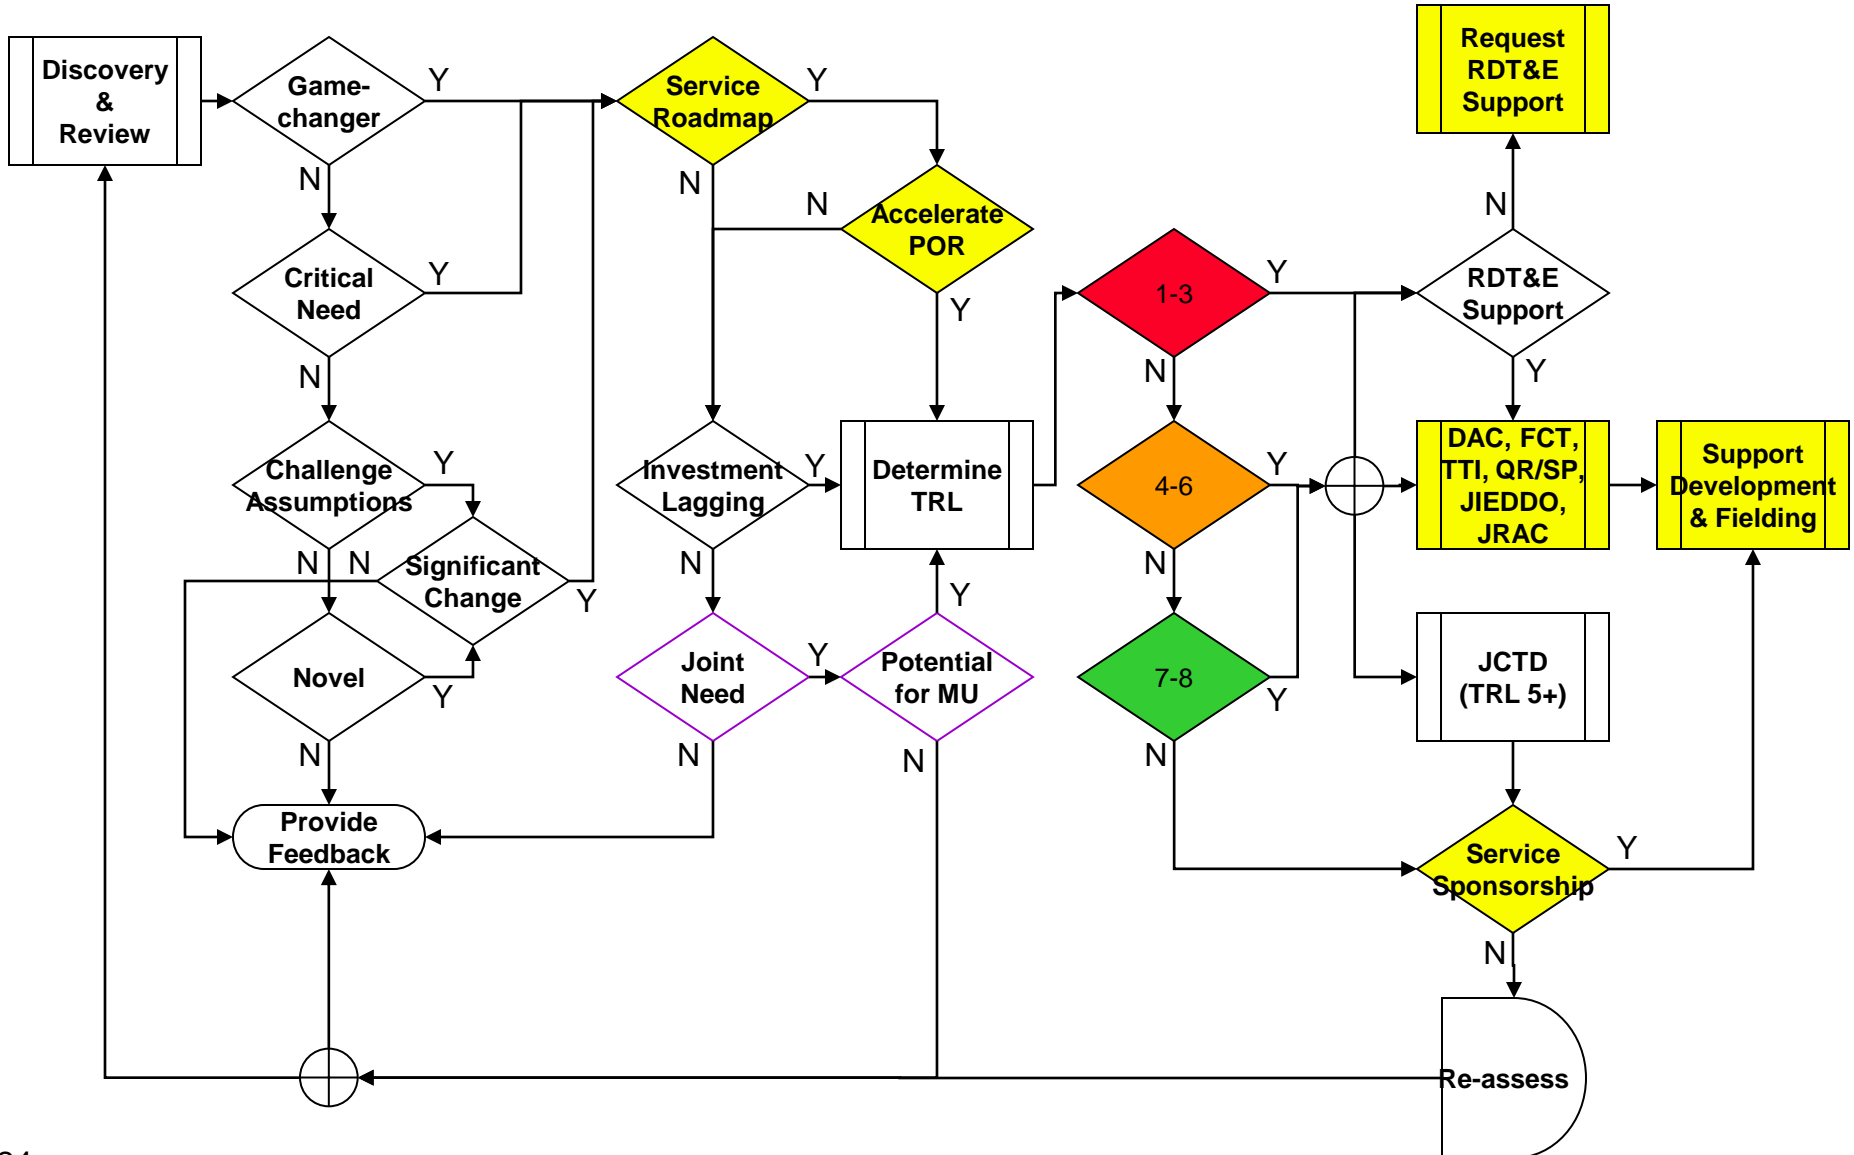 Discovery
&
Review
Game-
changer
Y
N
Critical
Need
Y
N
Challenge
Assumptions
Y
N
Significant
Change
N
Y
Novel
Y
N
Provide
Feedback
Service
Roadmap
Y
N
Accelerate
POR
N
Y
Investment
Lagging
Y
N
Determine
TRL
Joint
Need
Y
N
Potential
for MU
Y
N
1-3
Y
N
4-6
Y
N
7-8
Y
N
Request
RDT&E
Support
N
RDT&E
Support
Y
DAC, FCT,
TTI, QR/SP,
JIEDDO,
JRAC
Support
Development
& Fielding
JCTD
(TRL 5+)
Service
Sponsorship
Y
N
Re-assess